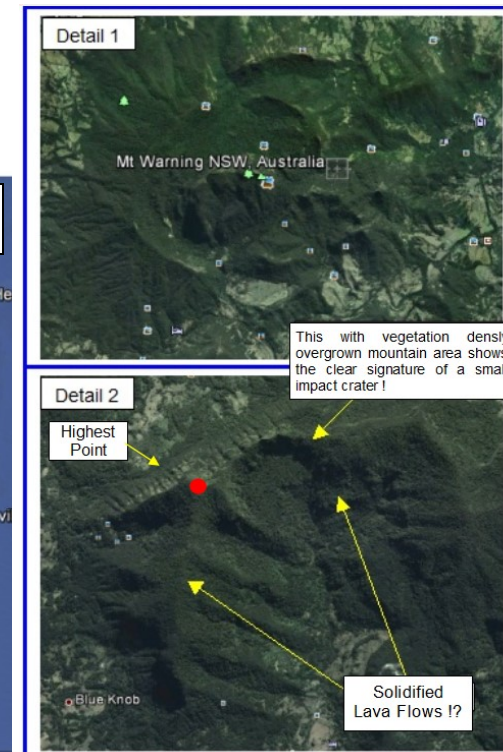 Detail 1
Mt Warning NSW, Australia
This with vegetation densly
overgrown mountain area shows
the clear signature of a small
impact crater !
Detail 2
Highest
Point
Blue Knob
Solidified
Lava Flows !?